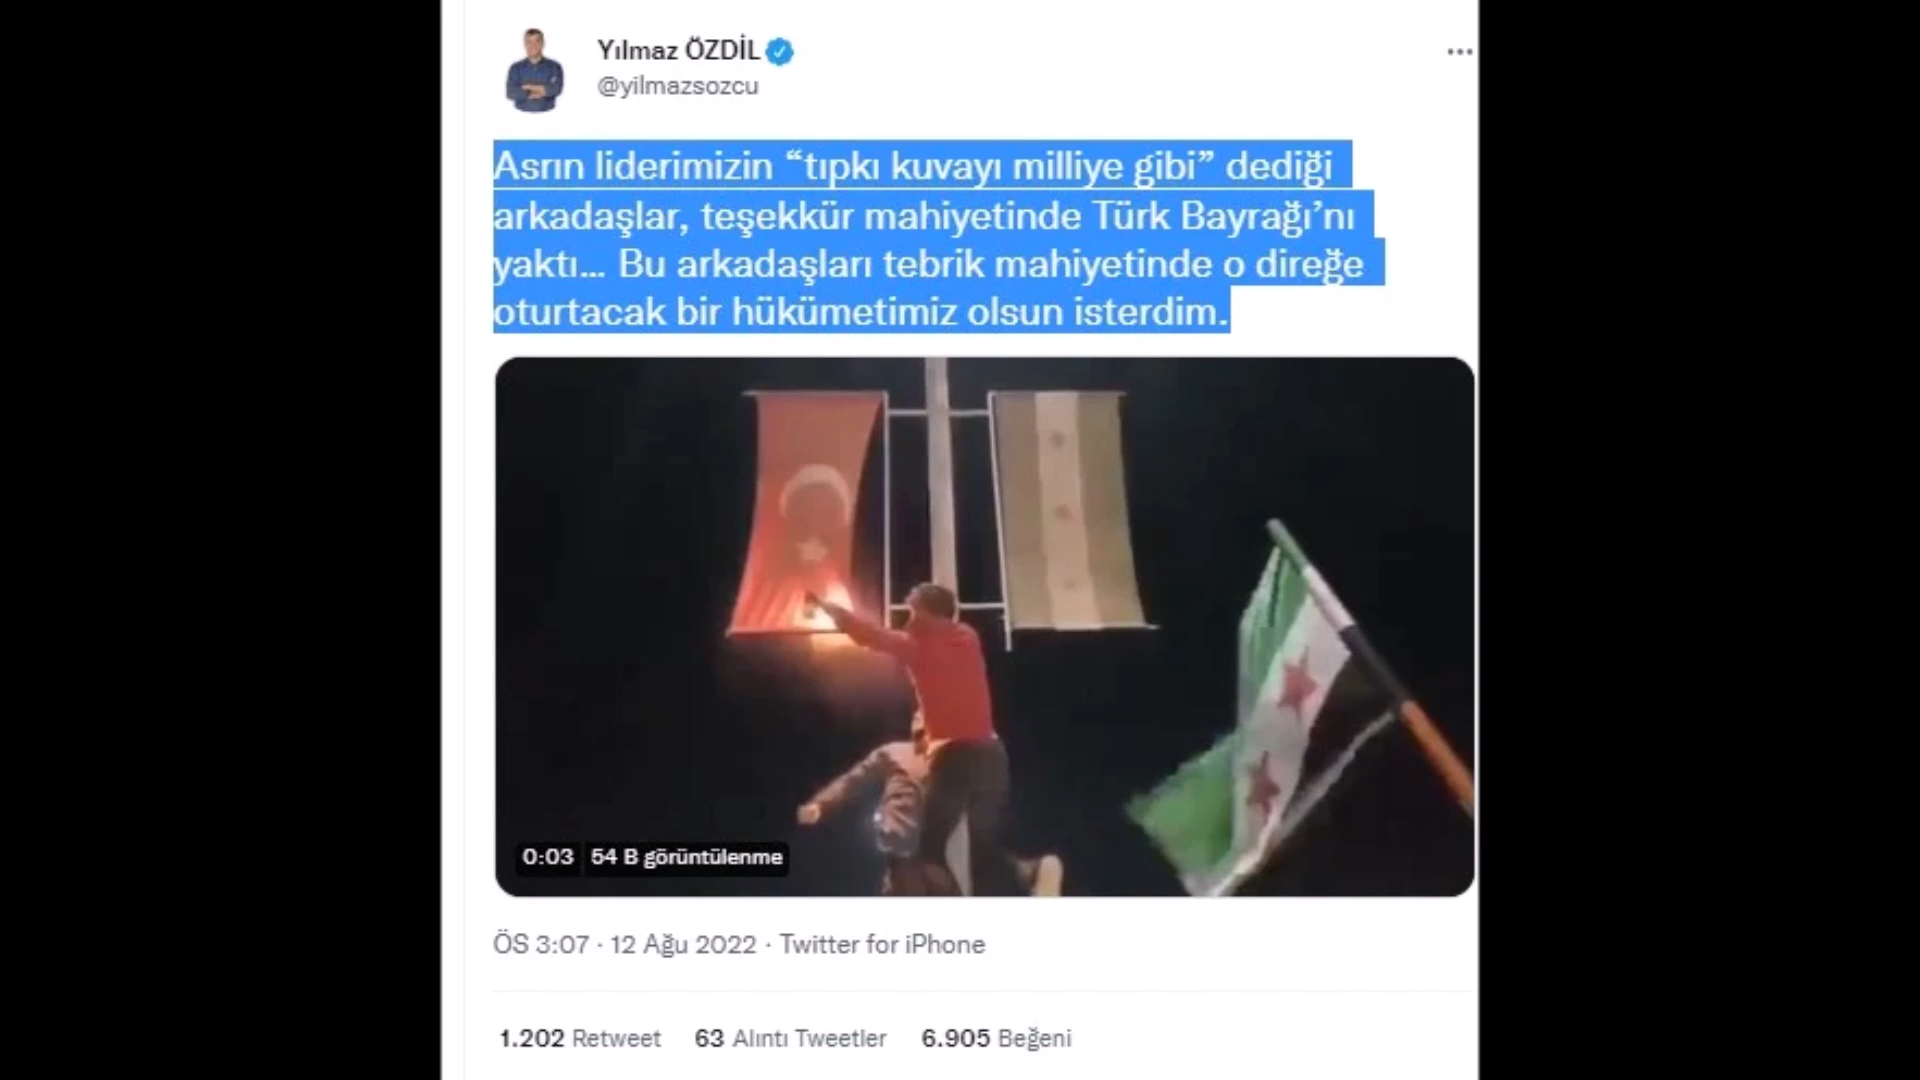 Yılmaz ÖZDİL
@yilmazsozcu
Asrın liderimizin “tıpkı kuvayı milliye gibi” dediği
arkadaşlar, teşekkür mahiyetinde Türk Bayrağı’nı
yaktı... Bu arkadaşları tebrik mahiyetinde o direğe
oturtacak bir hükümetimiz olsun isterdim.
0:03 54 B görüntülenme
ÖS 3:07 · 12 Ağu 2022 · Twitter for iPhone
1.202 Retweet 63 Alıntı Tweetler 6.905 Beğeni